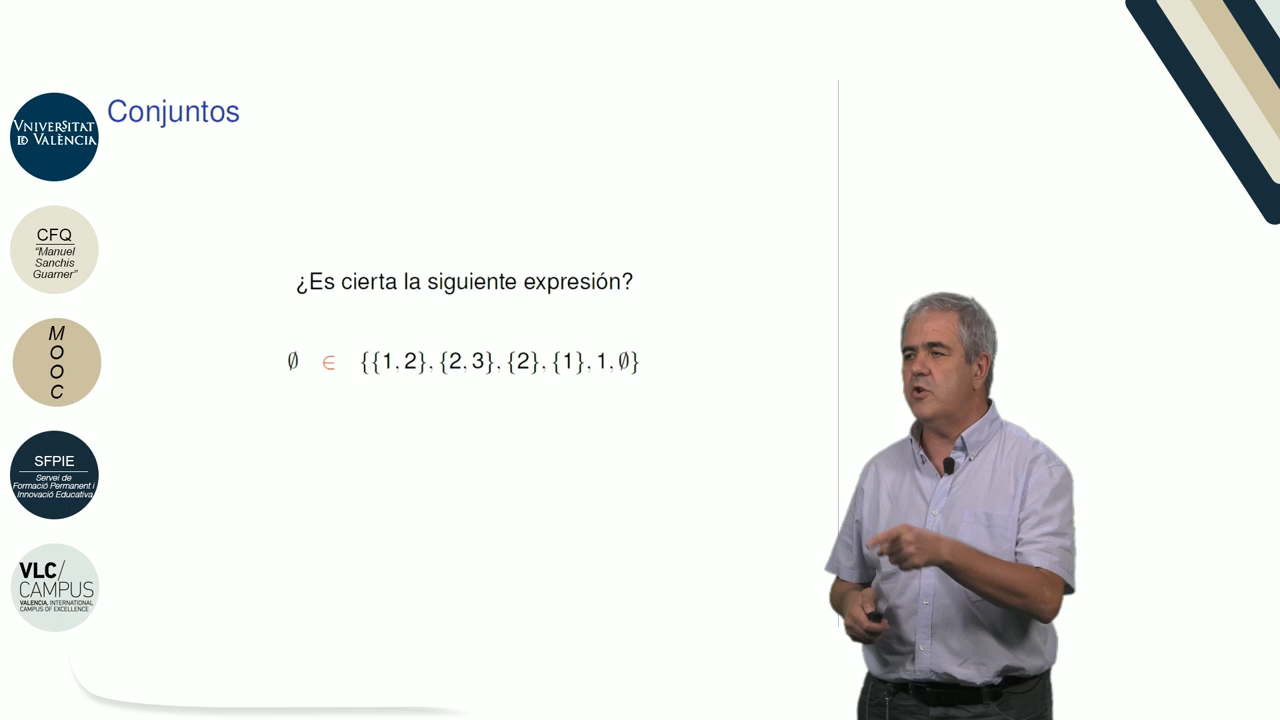 Conjuntos
VNIVERSITAT
ID VALÈNCIA
CFQ
"Manuel
Sanchis
Guarner"
¿Es cierta la siguiente expresión?
∅ ∈ {{1, 2}, {2, 3}, {2}, {1}, 1, ∅}
M
O
O
C
SFPIE
Servei de
Formació Permanent i
Innovació Educativa
VLC/
CAMPUS
VALENCIA, INTERNATIONAL
CAMPUS OF EXCELLENCE